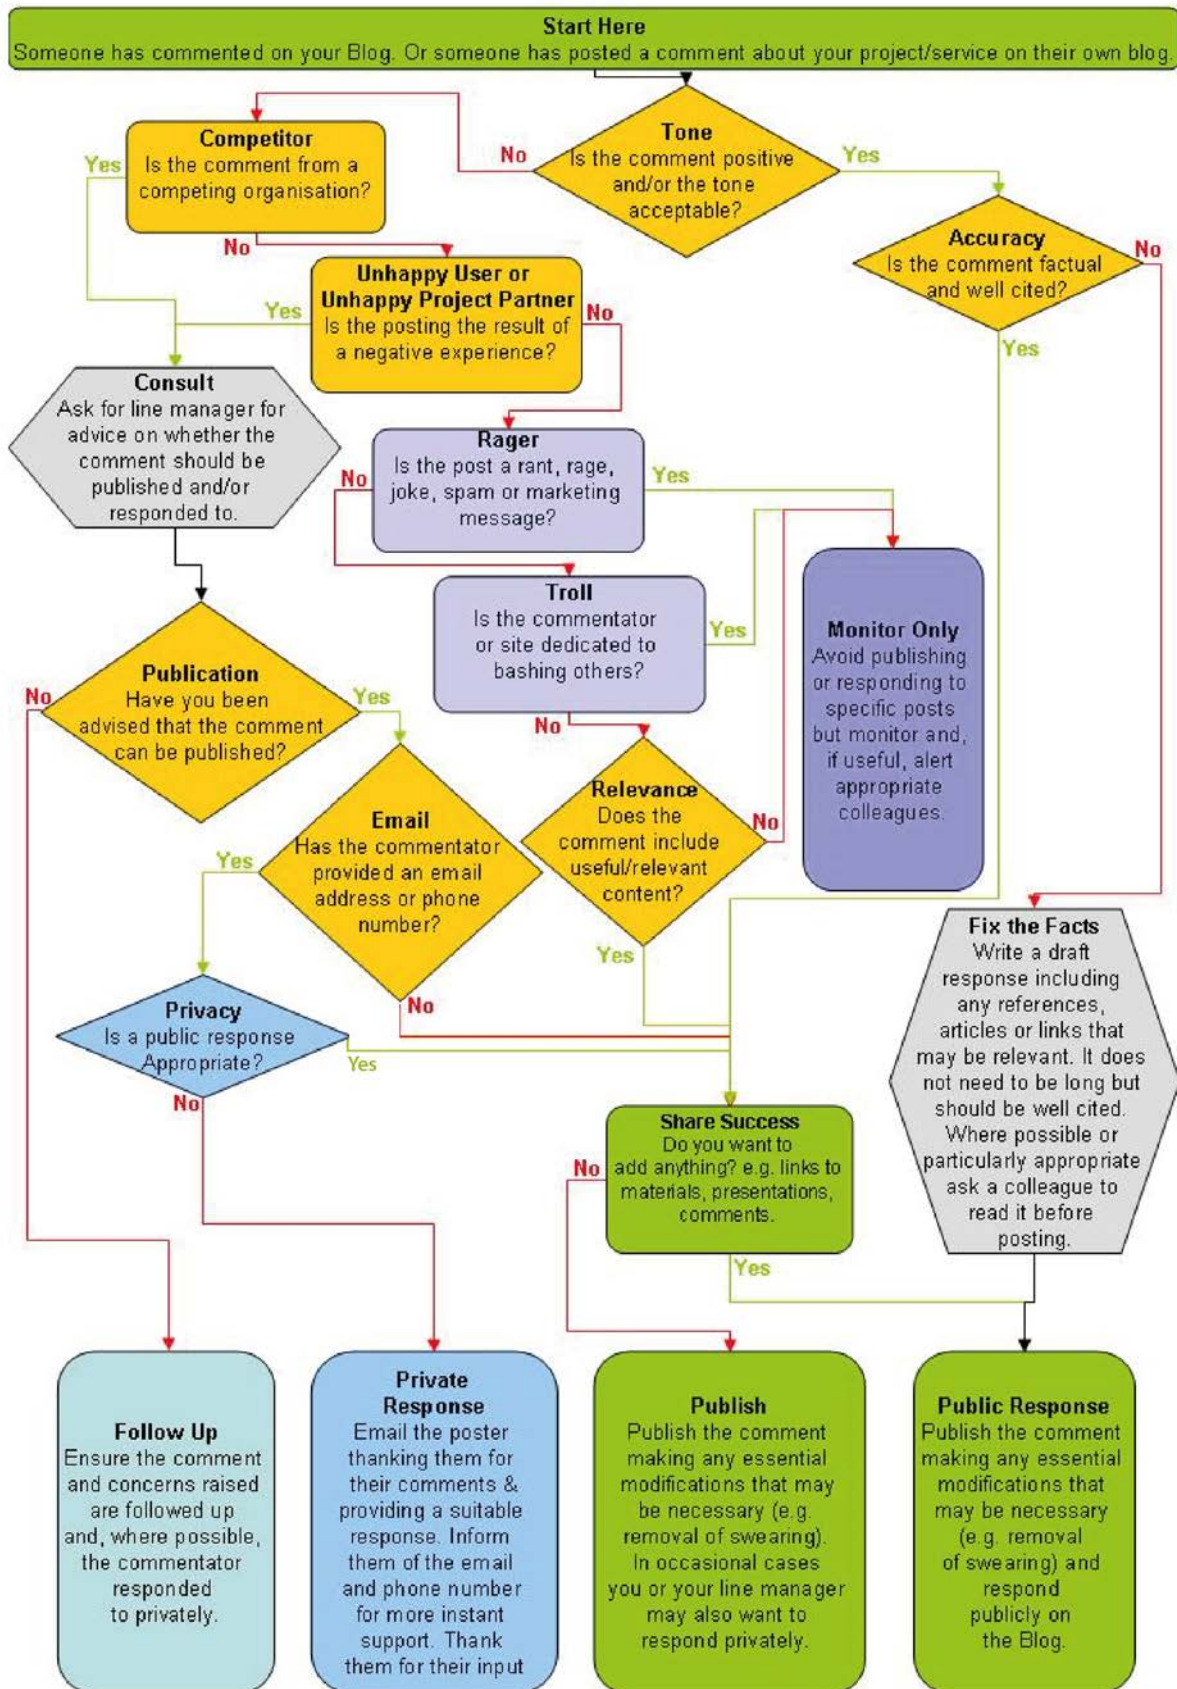 Start Here
Someone has commented on your Blog. Or someone has posted a comment about your project/service on their own blog.
Tone
Is the comment positive
and/or the tone
acceptable?
No
Yes
Competitor
Is the comment from a
competing organisation?
Yes
No
Accuracy
Is the comment factual
and well cited?
No
Yes
Unhappy User or
Unhappy Project Partner
Is the posting the result of
a negative experience?
Yes
No
Consult
Ask for line manager for
advice on whether the
comment should be
published and/or
responded to.
Rager
Is the post a rant, rage,
joke, spam or marketing
message?
No
Yes
Troll
Is the commentator
or site dedicated to
bashing others?
Yes
No
Monitor Only
Avoid publishing
or responding to
specific posts
but monitor and,
if useful, alert
appropriate
colleagues.
Publication
Have you been
advised that the comment
can be published?
No
Yes
Email
Has the commentator
provided an email
address or phone
number?
Yes
No
Relevance
Does the
comment include
useful/relevant
content?
No
Yes
Fix the Facts
Write a draft
response including
any references,
articles or links that
may be relevant. It does
not need to be long but
should be well cited.
Where possible or
particularly appropriate
ask a colleague to
read it before
posting.
Privacy
Is a public response
Appropriate?
Yes
No
Share Success
Do you want to
add anything? e.g. links to
materials, presentations,
comments.
No
Yes
Follow Up
Ensure the comment
and concerns raised
are followed up
and, where possible,
the commentator
responded
to privately.
Private
Response
Email the poster
thanking them for
their comments &
providing a suitable
response. Inform
them of the email
and phone number
for more instant
support. Thank
them for their input
Publish
Publish the comment
making any essential
modifications that may
be necessary (e.g.
removal of swearing).
In occasional cases
you or your line manager
may also want to
respond privately.
Public Response
Publish the comment
making any essential
modifications that
may be necessary
(e.g. removal
of swearing) and
respond
publicly on
the Blog.